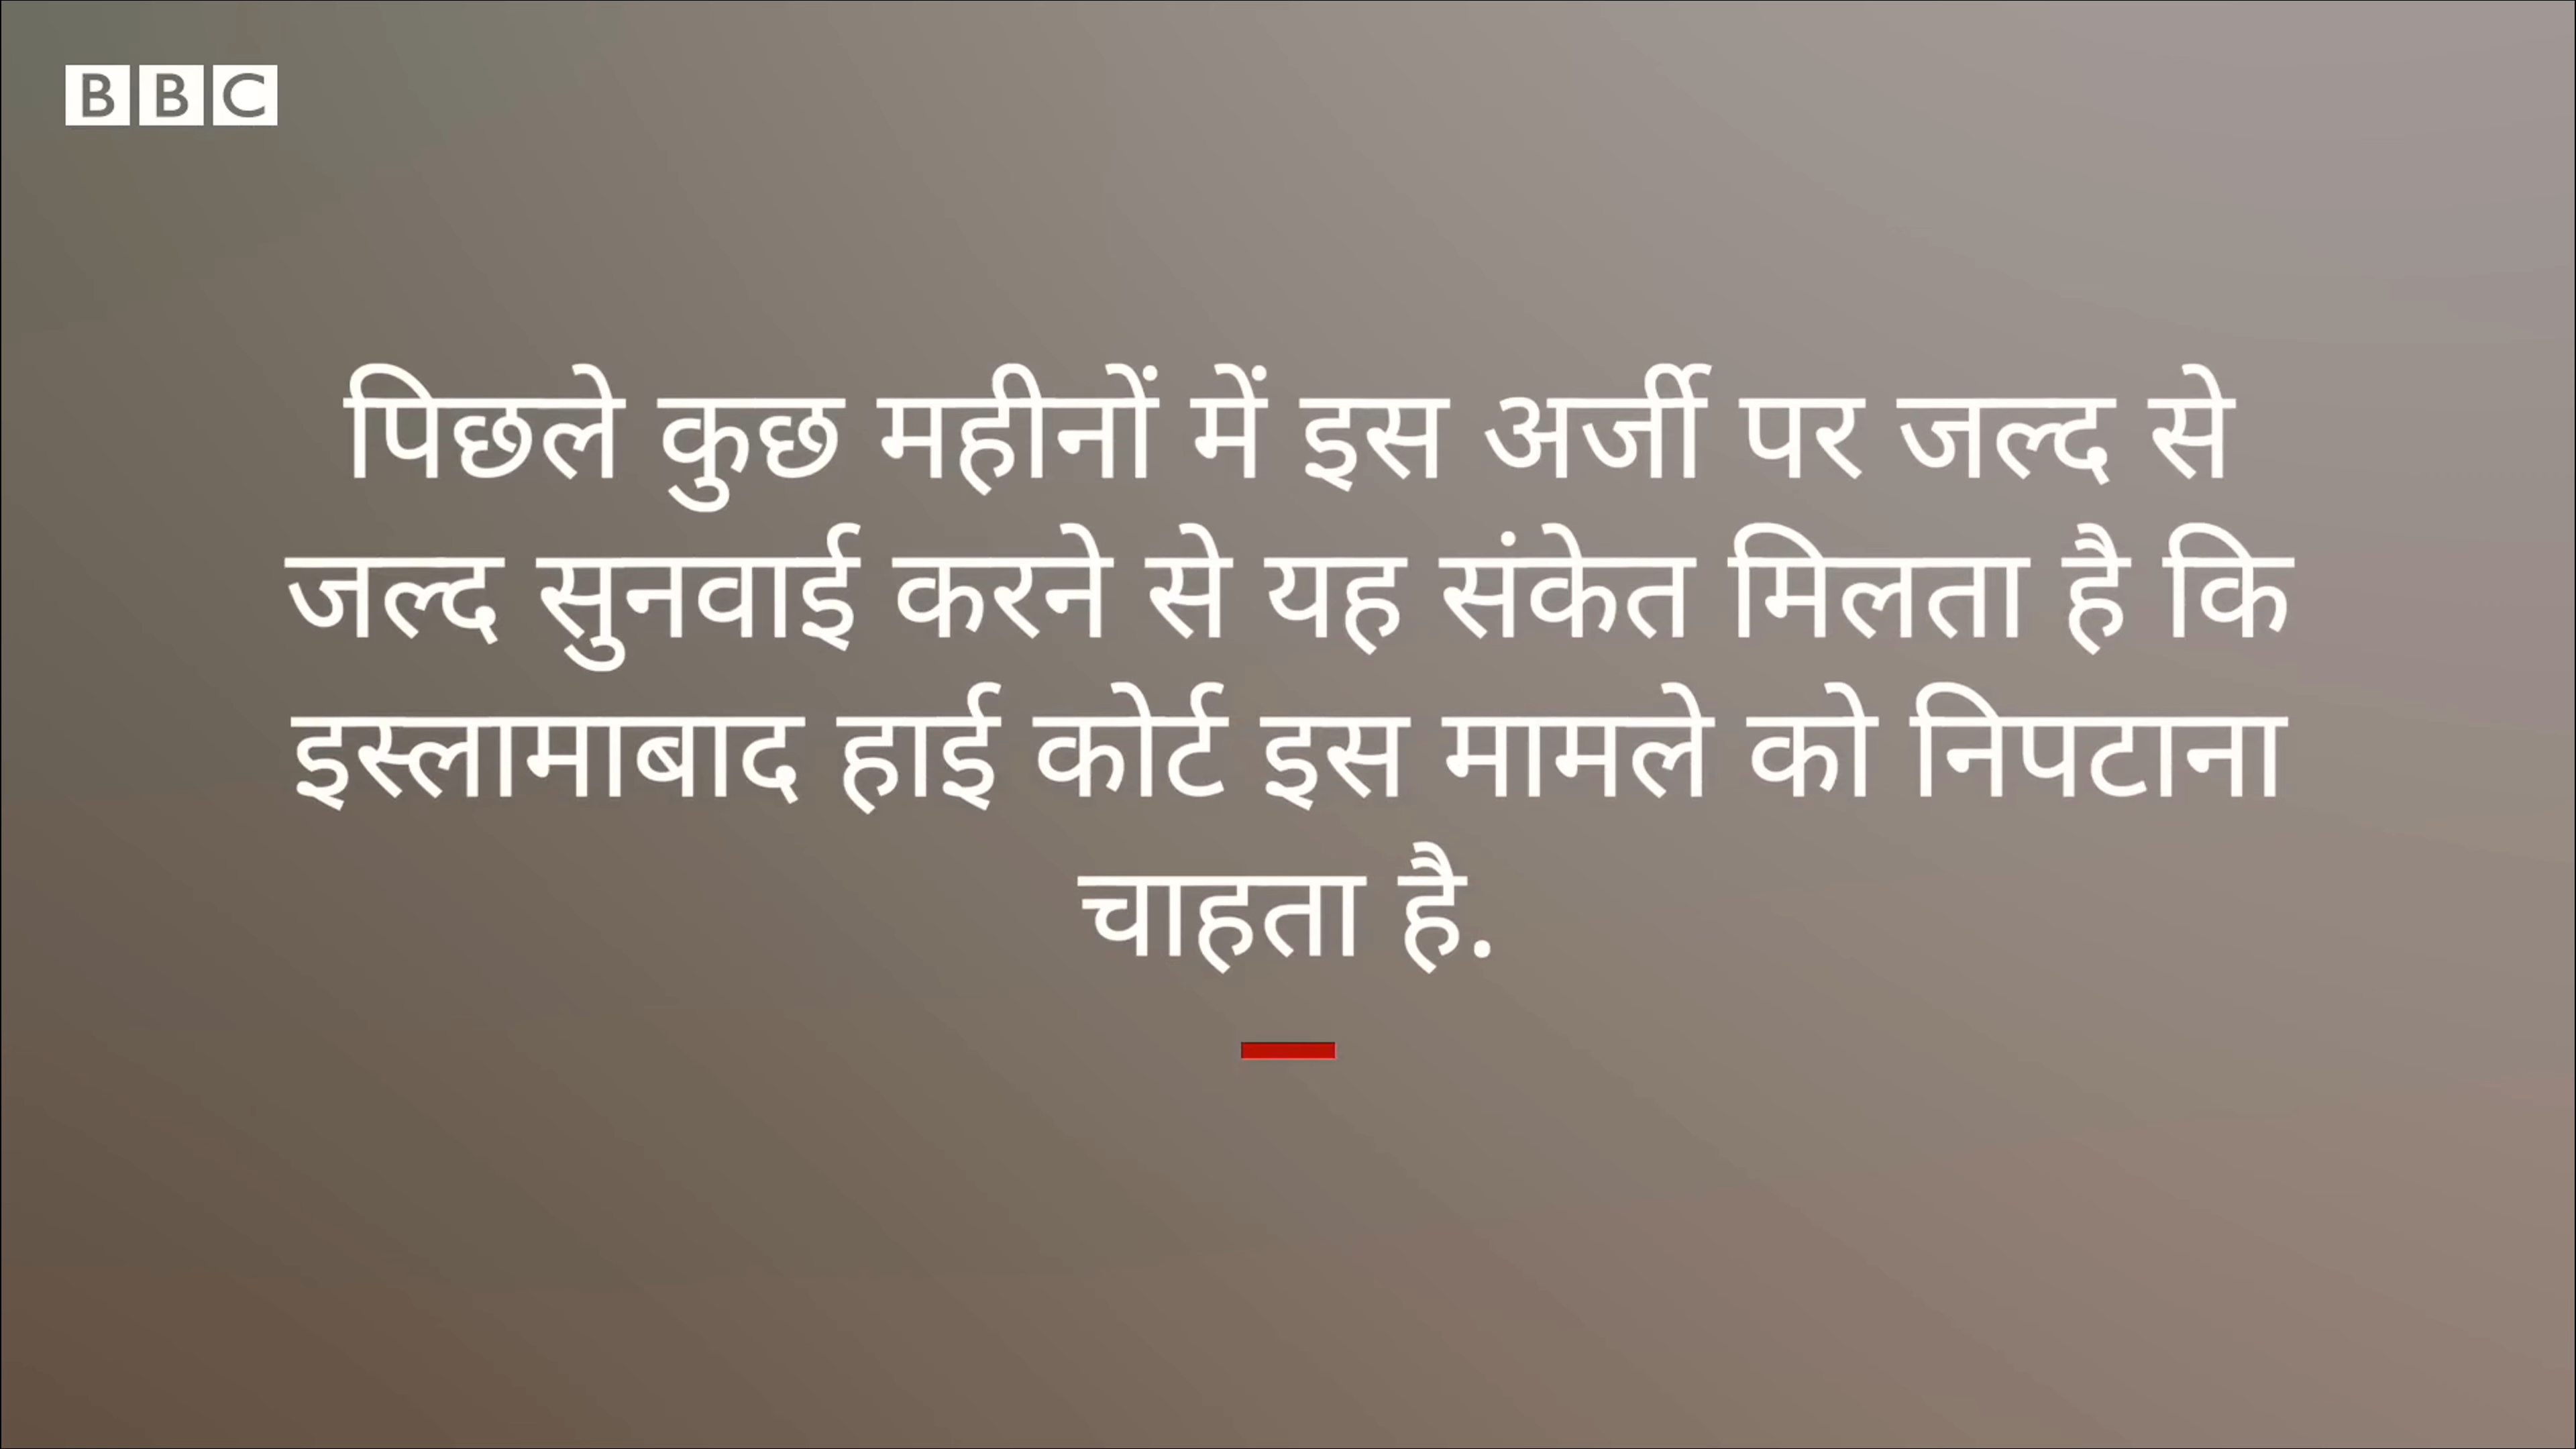 BBC
पिछले कुछ महीनों में इस अर्जी पर जल्द से
जल्द सुनवाई करने से यह संकेत मिलता है कि
इस्लामाबाद हाई कोर्ट इस मामले को निपटाना
चाहता है.